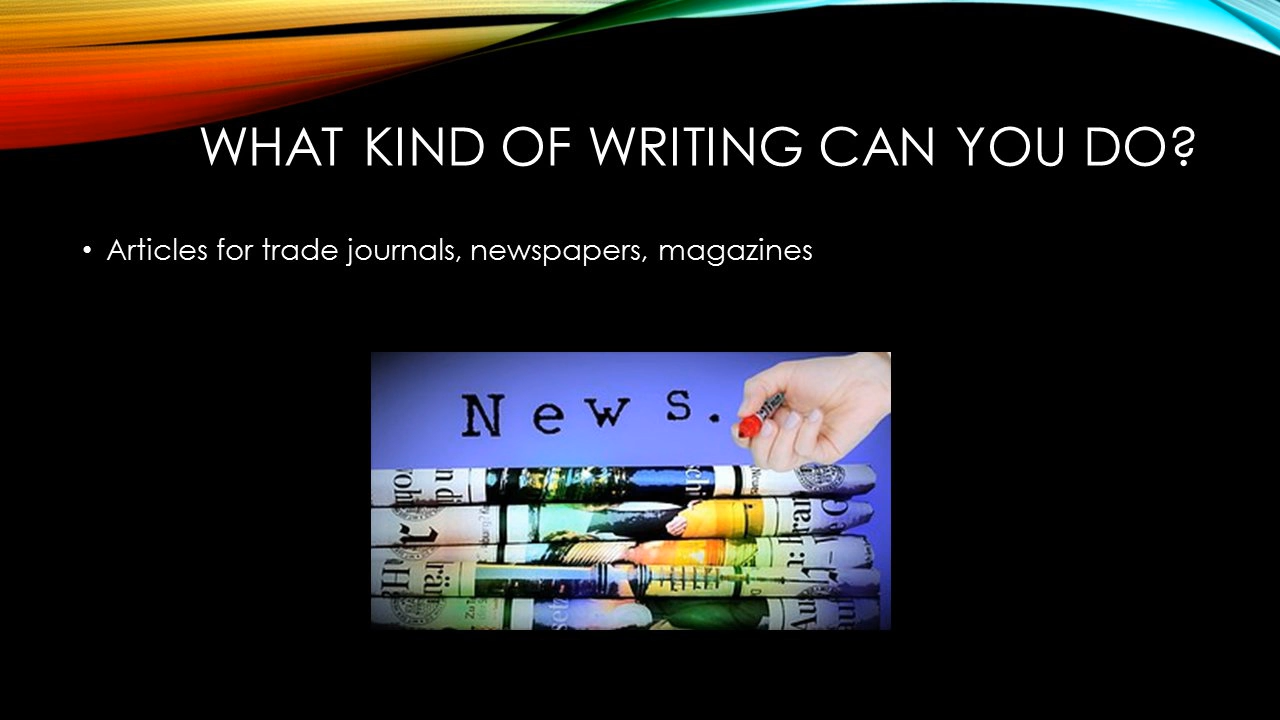 WHAT KIND OF WRITING CAN YOU DO?
• Articles for trade journals, newspapers, magazines
News.